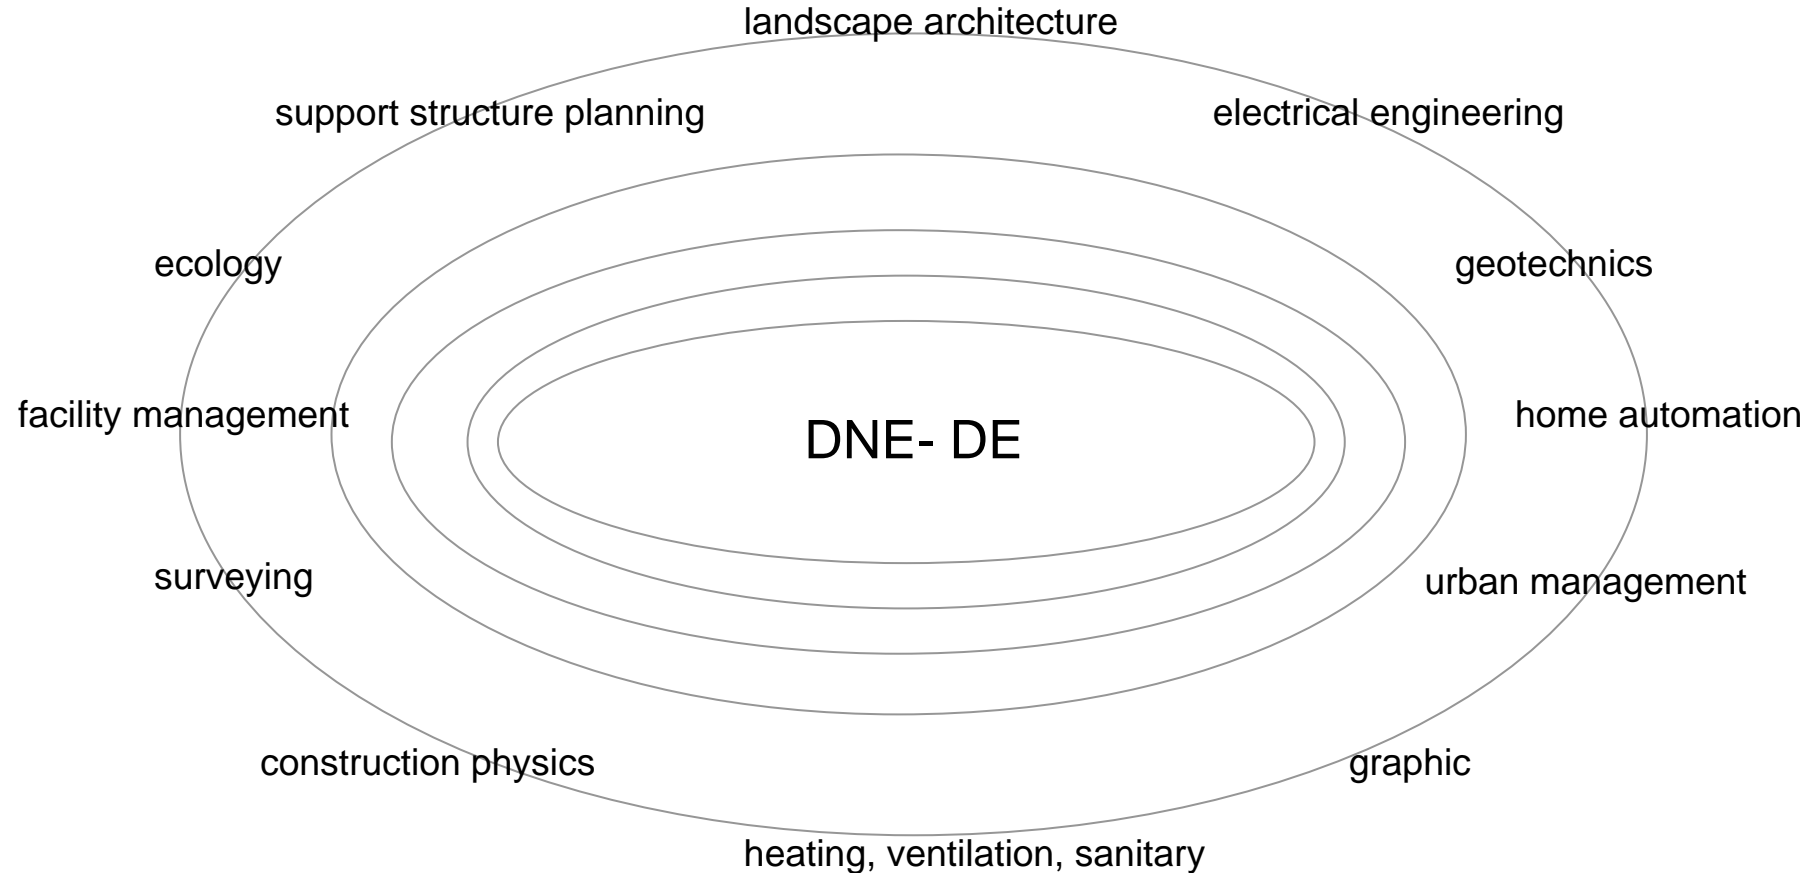 landscape architecture
support structure planning
electrical engineering
ecology
geotechnics
facility management
home automation
DNE- DE
surveying
urban management
construction physics
graphic
heating, ventilation, sanitary